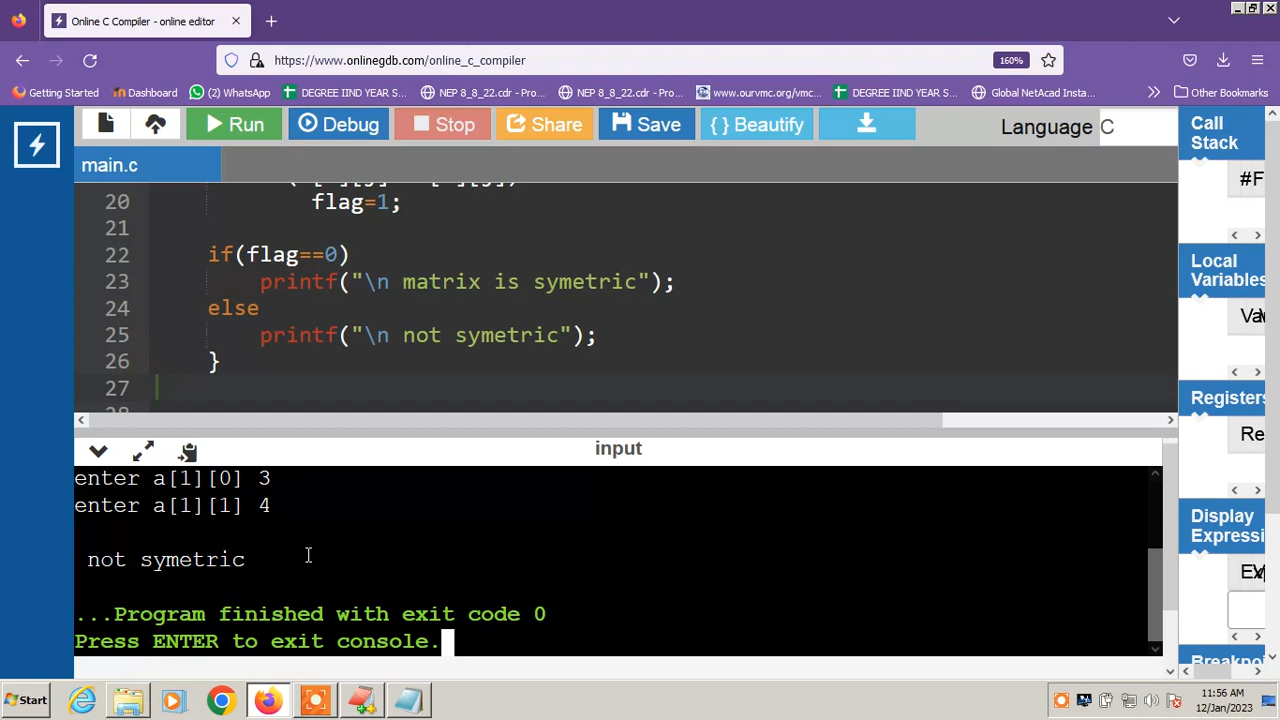 Online C Compiler - online editor
https://www.onlinegdb.com/online_c_compiler 160%
Getting Started Dashboard (2) WhatsApp DEGREE IIND YEAR S... NEP 8_8_22.cdr - Pro... NEP 8_8_22.cdr - Pro... www.ourvmc.org/vmc... DEGREE IIND YEAR S... Global NetAcad Insta... Other Bookmarks
Run Debug Stop Share Save { } Beautify Language C
main.c
20 flag=1;
21
22 if(flag==0)
23 printf("\n matrix is symetric");
24 else
25 printf("\n not symetric");
26 }
27
input
enter a[1][0] 3
enter a[1][1] 4
not symetric
...Program finished with exit code 0
Press ENTER to exit console.
Call
Stack
#F
Local
Variables
Registers
Re
Display
Expressio
Breakpo
Start
11:56 AM
12/Jan/2023